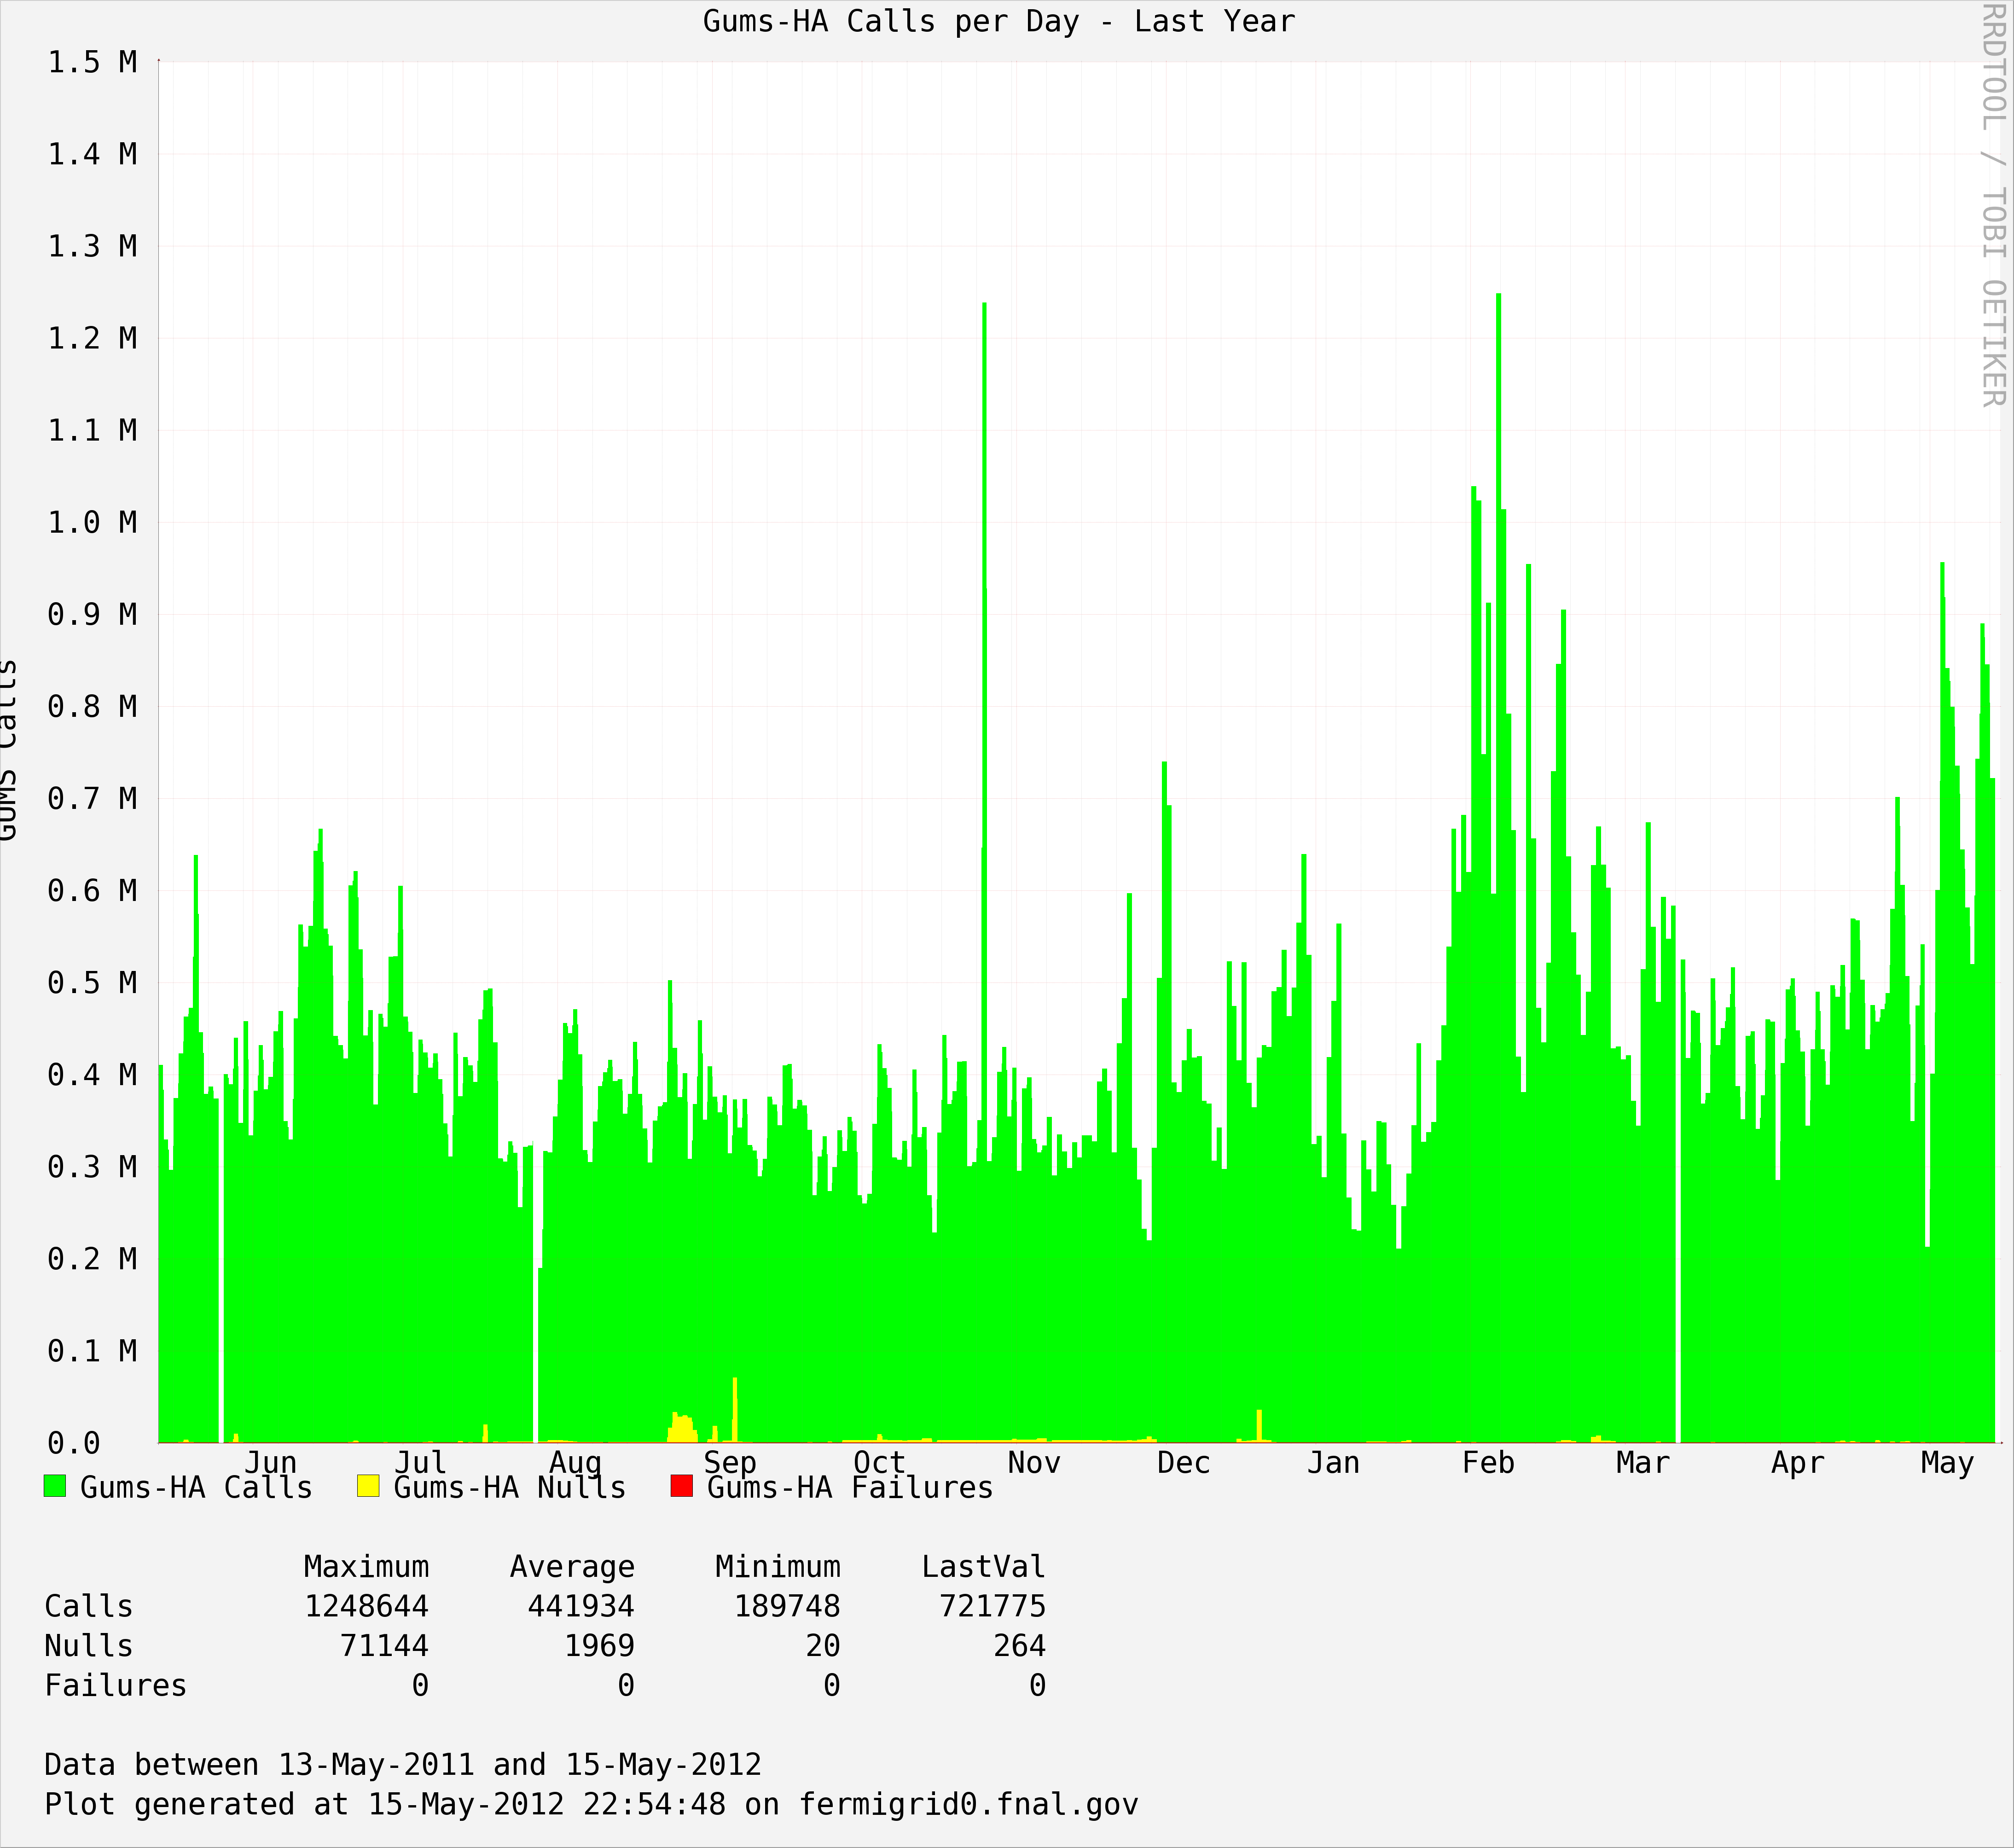 Gums-HA Calls per Day - Last Year
RRDTOOL / TOBI OETIKER
GUMS Calls
1.5 M
1.4 M
1.3 M
1.2 M
1.1 M
1.0 M
0.9 M
0.8 M
0.7 M
0.6 M
0.5 M
0.4 M
0.3 M
0.2 M
0.1 M
0.0
Jun Jul Aug Sep Oct Nov Dec Jan Feb Mar Apr May
Gums-HA Calls Gums-HA Nulls Gums-HA Failures
Maximum Average Minimum LastVal
Calls 1248644 441934 189748 721775
Nulls 71144 1969 20 264
Failures 0 0 0 0
Data between 13-May-2011 and 15-May-2012
Plot generated at 15-May-2012 22:54:48 on fermigrid0.fnal.gov